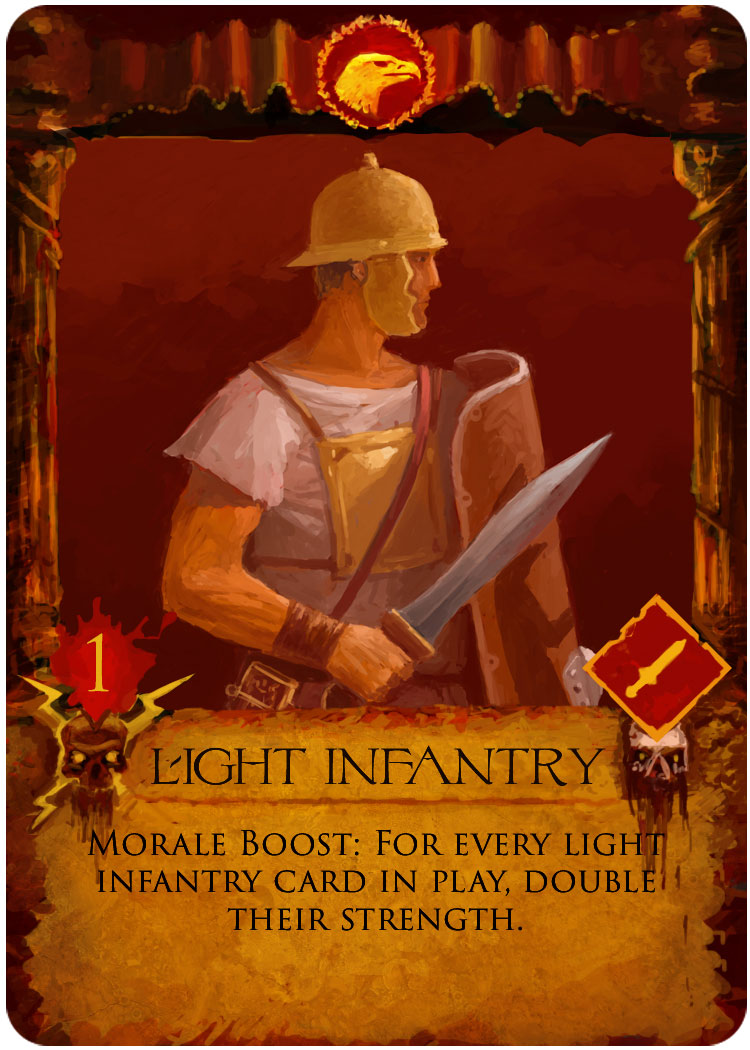 1
LIGHT INFANTRY
MORALE BOOST: FOR EVERY LIGHT
INFANTRY CARD IN PLAY, DOUBLE
THEIR STRENGTH.